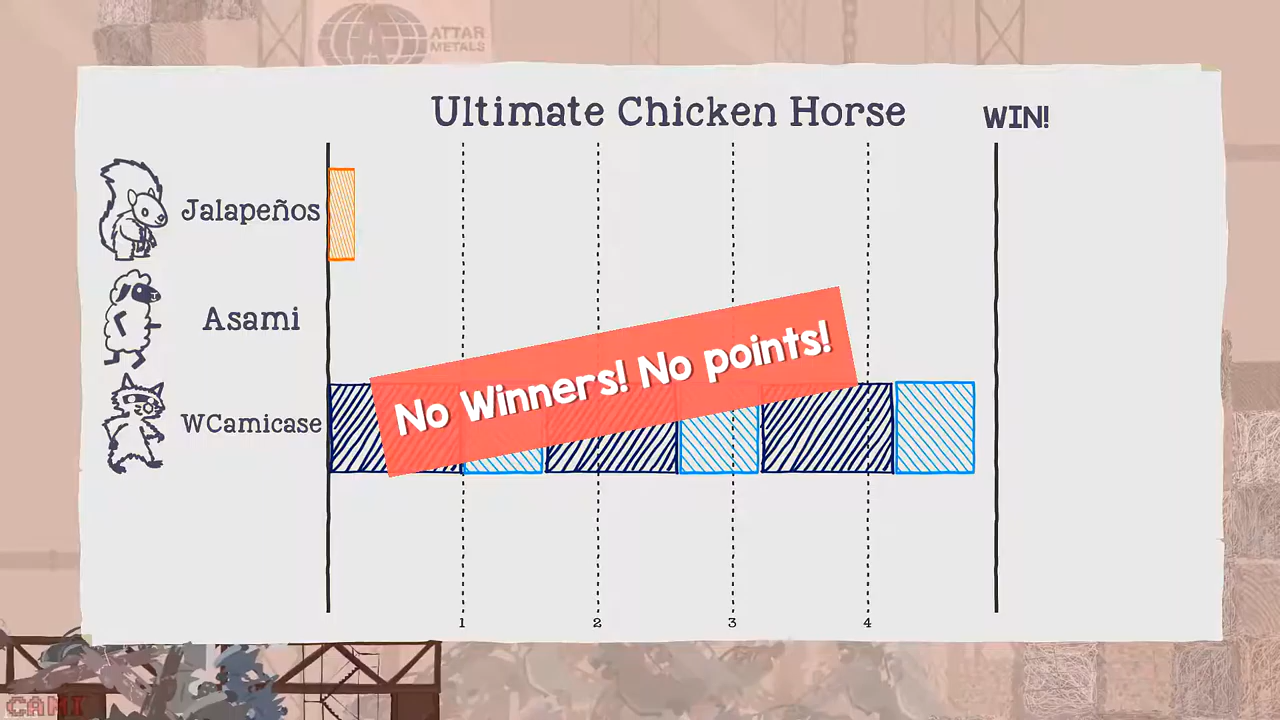 ATTAR
METALS
Ultimate Chicken Horse
WIN!
Jalapeños
Asami
WCamicase
No Winners! No points!
1
2
3
4
CAMI